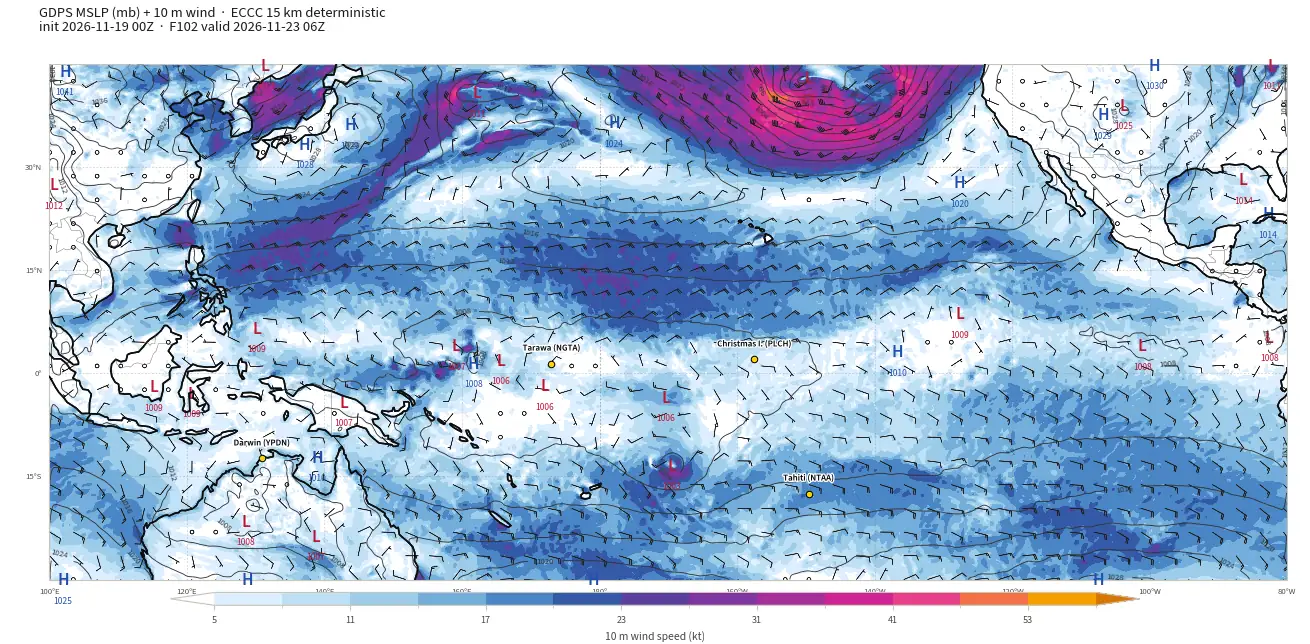 GDPS MSLP (mb) + 10 m wind · ECCC 15 km deterministic
init 2026-11-19 00Z · F102 valid 2026-11-23 06Z
L
H
1041
H
1030
L
L
1025
H
L
H
H
1024
H
1028
30°N
L
1012
H
1020
L
1014
H
1014
15°N
L
1009
L
1009
L
1008
L
H
1008
L
1006
Tarawa (NGTA)
Christmas I. (PLCH)
H
1010
L
1008
0°
L
1009
L
1009
L
1007
L
1006
L
1006
Darwin (YPDN)
H
L
15°S
Tahiti (NTAA)
L
1008
L
H
1025
H
H
H
100°E
120°E
140°E
160°E
180°
160°W
140°W
120°W
100°W
80°W
5
11
17
23
31
41
53
10 m wind speed (kt)